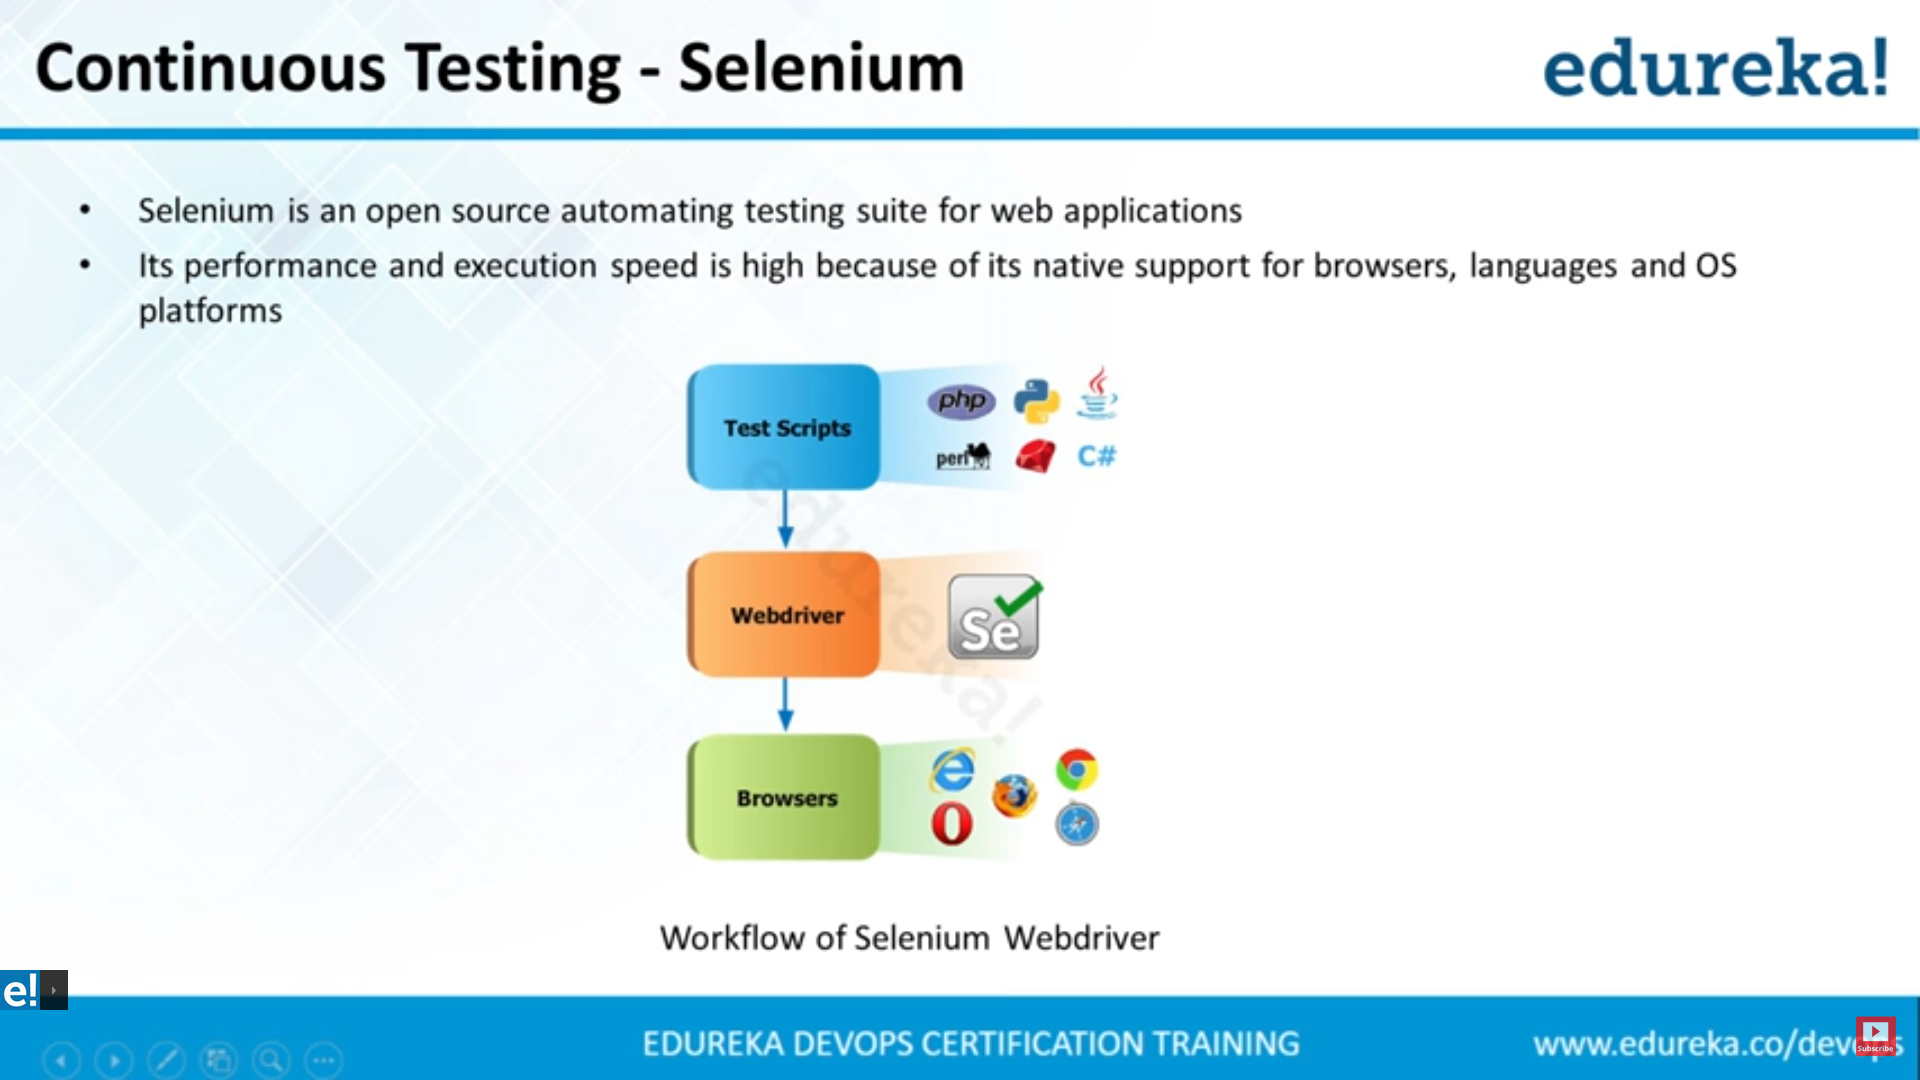 Continuous Testing - Selenium
edureka!
• Selenium is an open source automating testing suite for web applications
• Its performance and execution speed is high because of its native support for browsers, languages and OS
platforms
Test Scripts
php
perl
C#
Webdriver
Se
edureka!
Browsers
Workflow of Selenium Webdriver
e!
EDUREKA DEVOPS CERTIFICATION TRAINING
www.edureka.co/devops
Subscribe